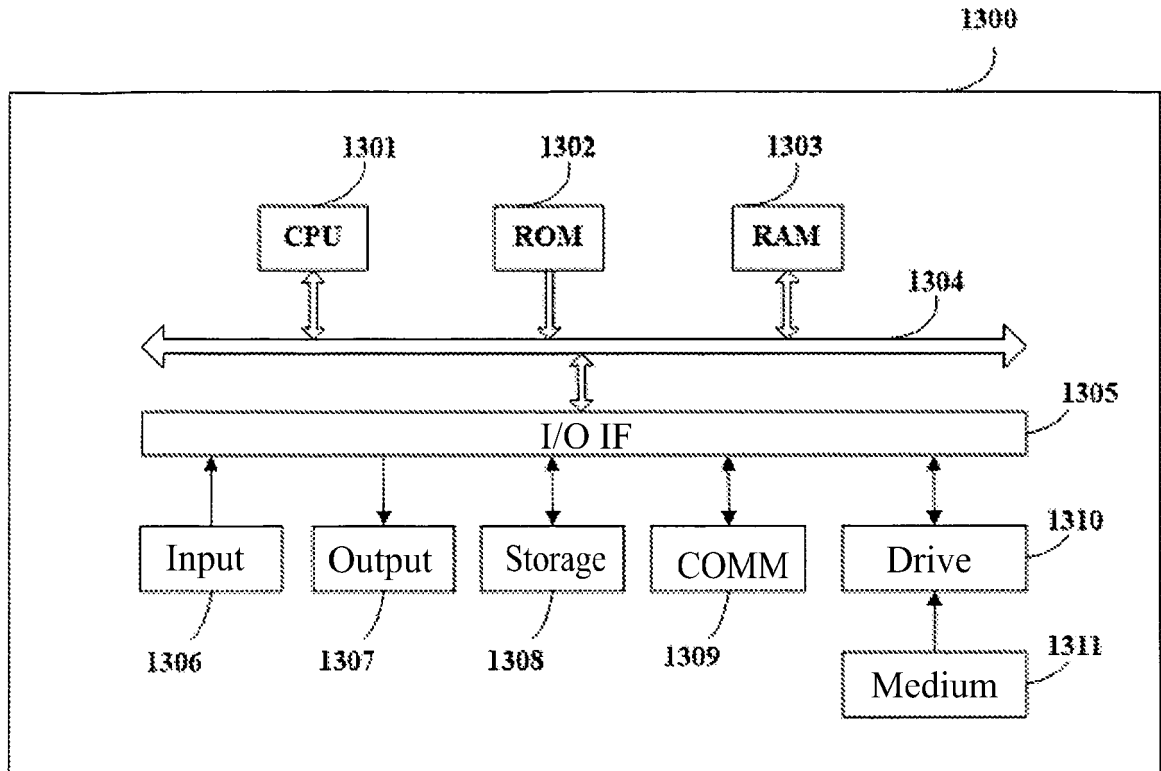 1300
1301 1302 1303
CPU ROM RAM
1304
1305
I/O IF
1310
Input Output Storage COMM Drive
1306 1307 1308 1309 1311
Medium